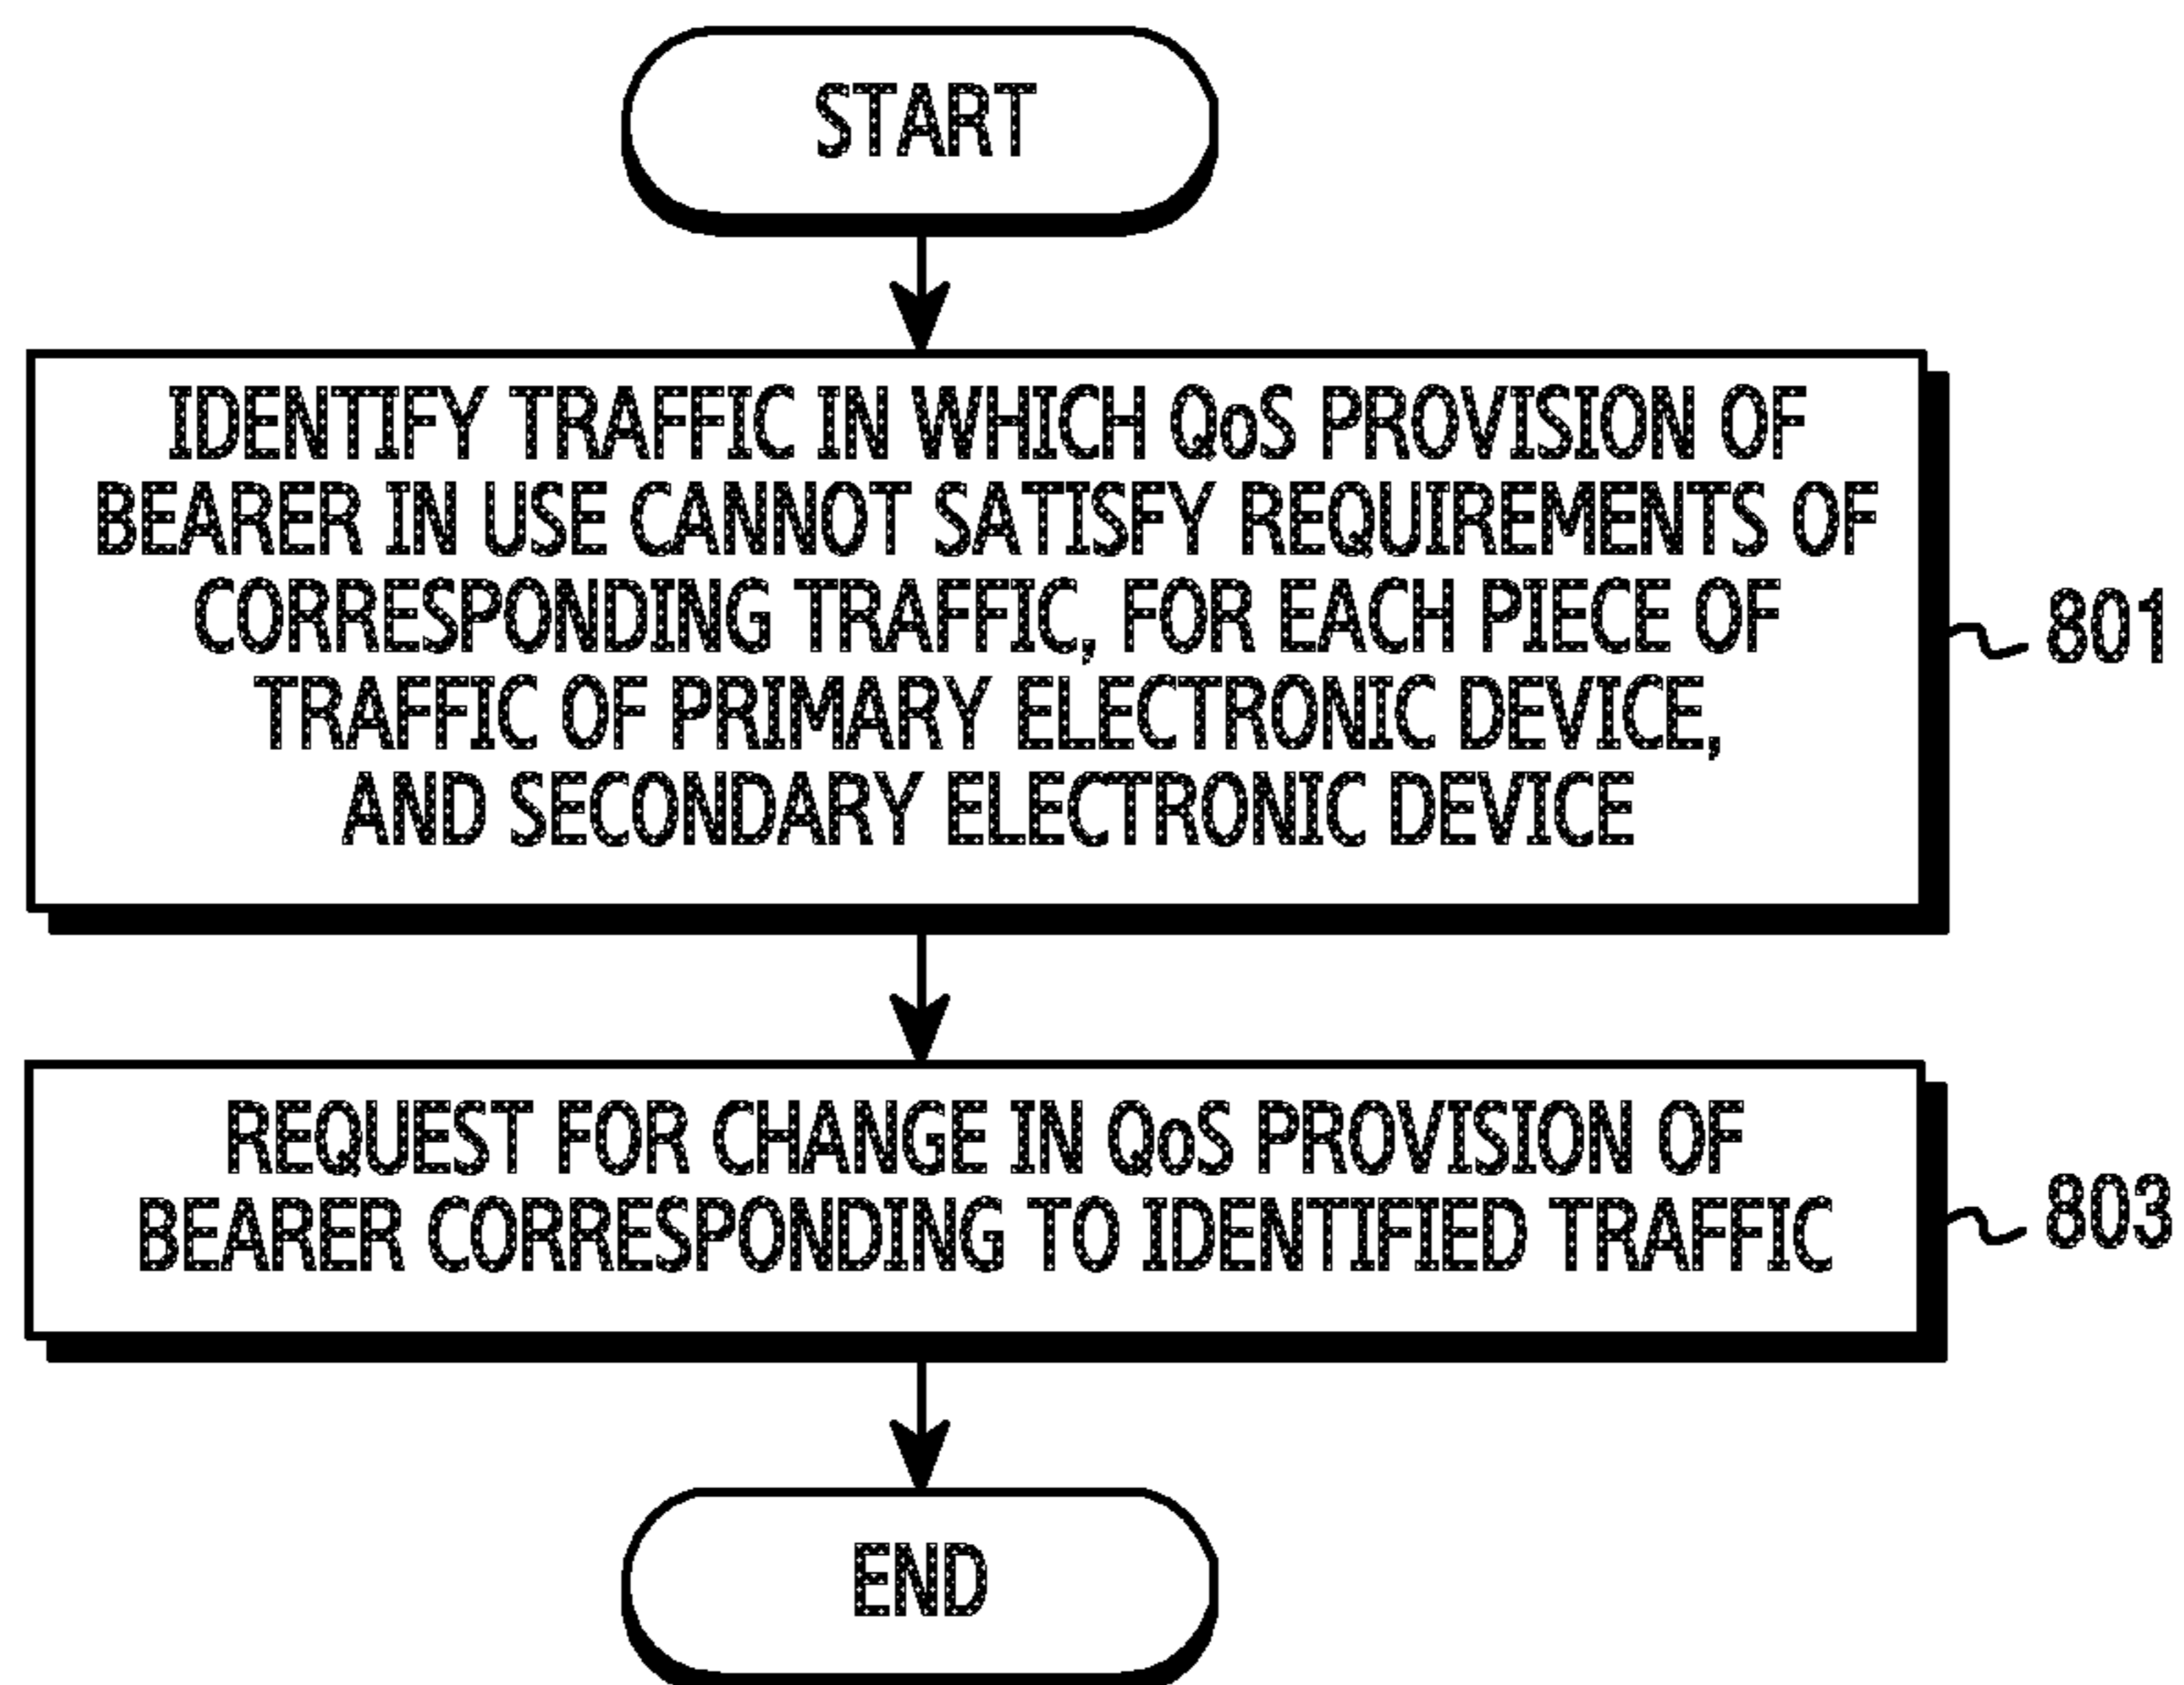 START
IDENTIFY TRAFFIC IN WHICH QoS PROVISION OF
BEARER IN USE CANNOT SATISFY REQUIREMENTS OF
CORRESPONDING TRAFFIC, FOR EACH PIECE OF
TRAFFIC OF PRIMARY ELECTRONIC DEVICE,
AND SECONDARY ELECTRONIC DEVICE
801
REQUEST FOR CHANGE IN QoS PROVISION OF
BEARER CORRESPONDING TO IDENTIFIED TRAFFIC
803
END